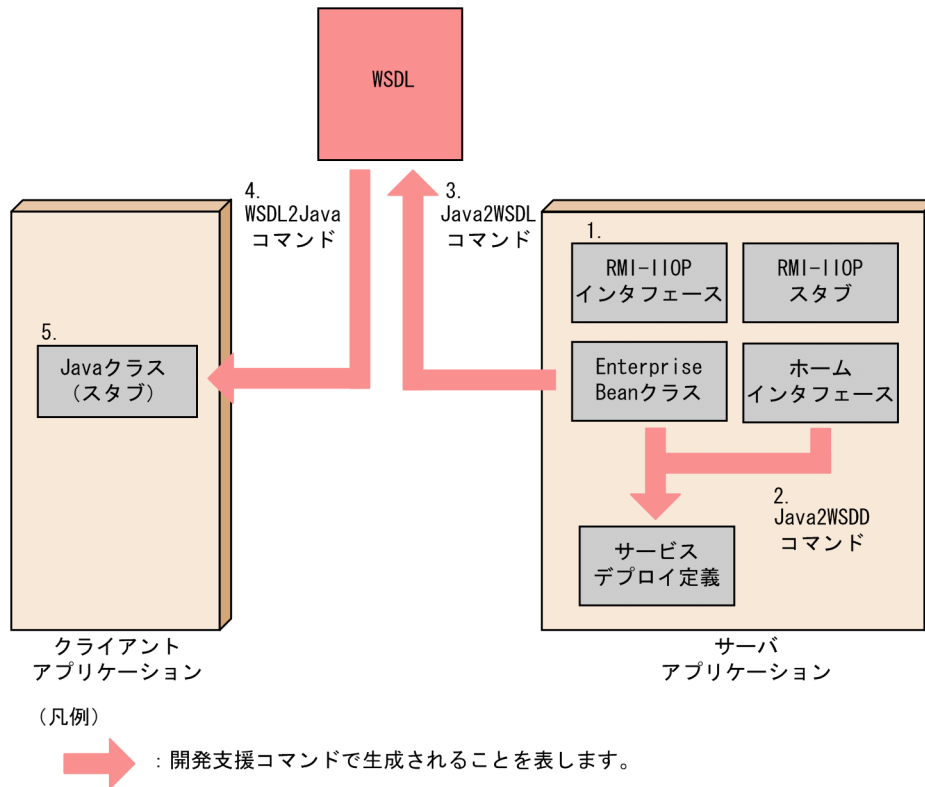 WSDL
4.
WSDL2Java
コマンド
3.
Java2WSDL
コマンド
1.
RMI-IIOP
インタフェース
RMI-IIOP
スタブ
Enterprise
Beanクラス
ホーム
インタフェース
2.
Java2WSDD
コマンド
サービス
デプロイ定義
5.
Javaクラス
(スタブ)
クライアント
アプリケーション
サーバ
アプリケーション
(凡例)
：開発支援コマンドで生成されることを表します。